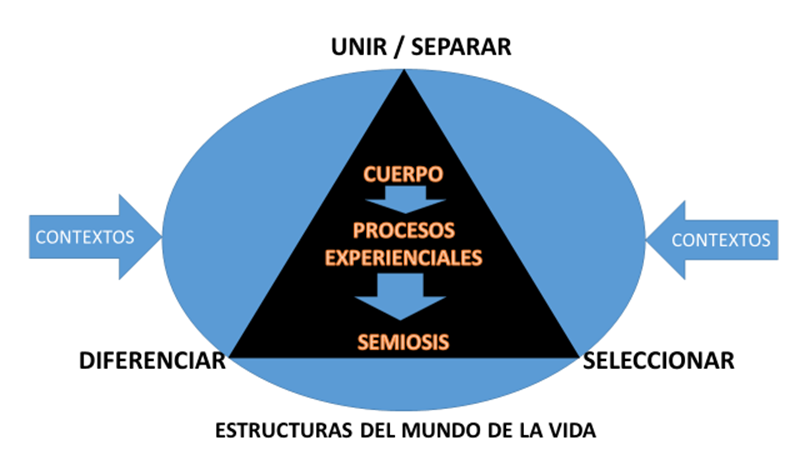 UNIR / SEPARAR
CUERPO
PROCESOS
EXPERIENCIALES
CONTEXTOS
CONTEXTOS
SEMIOSIS
DIFERENCIAR
SELECCIONAR
ESTRUCTURAS DEL MUNDO DE LA VIDA